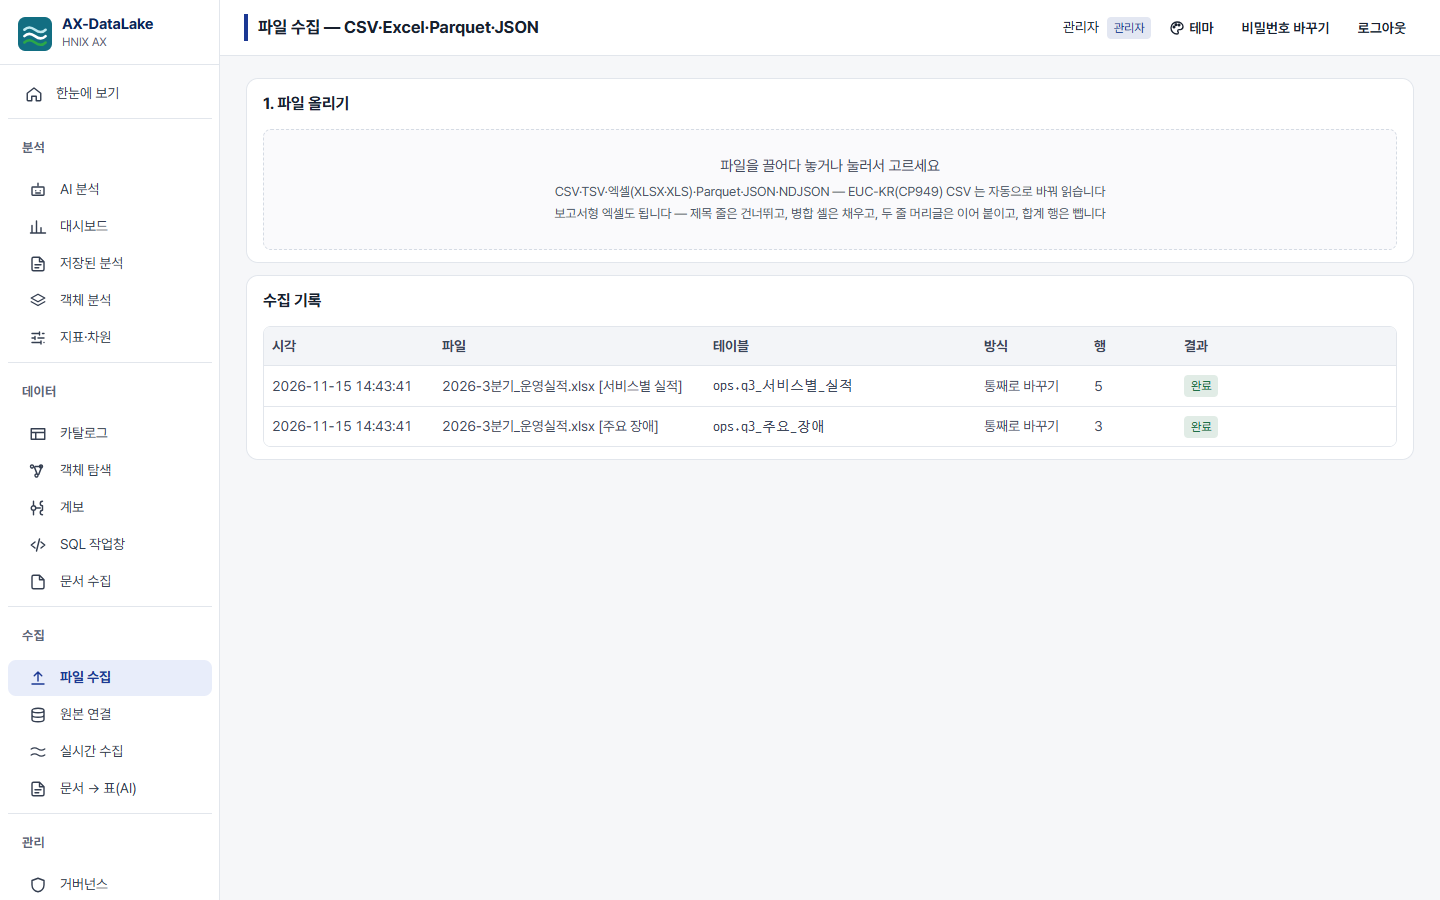 AX-DataLake
HNIX AX
한눈에 보기
분석
AI 분석
대시보드
저장된 분석
객체 분석
지표·차원
데이터
카탈로그
객체 탐색
계보
SQL 작업창
문서 수집
수집
파일 수집
원본 연결
실시간 수집
문서 → 표(AI)
관리
거버넌스
파일 수집 — CSV·Excel·Parquet·JSON
관리자 관리자 테마 비밀번호 바꾸기 로그아웃
1. 파일 올리기
파일을 끌어다 놓거나 눌러서 고르세요
CSV·TSV·엑셀(XLSX·XLS)·Parquet·JSON·NDJSON — EUC-KR(CP949) CSV 는 자동으로 바꿔 읽습니다
보고서형 엑셀도 됩니다 — 제목 줄은 건너뛰고, 병합 셀은 채우고, 두 줄 머리글은 이어 붙이고, 합계 행은 뺍니다
수집 기록
시각 파일 테이블 방식 행 결과
2026-11-15 14:43:41 2026-3분기_운영실적.xlsx [서비스별 실적] ops.q3_서비스별_실적 통째로 바꾸기 5 완료
2026-11-15 14:43:41 2026-3분기_운영실적.xlsx [주요 장애] ops.q3_주요_장애 통째로 바꾸기 3 완료